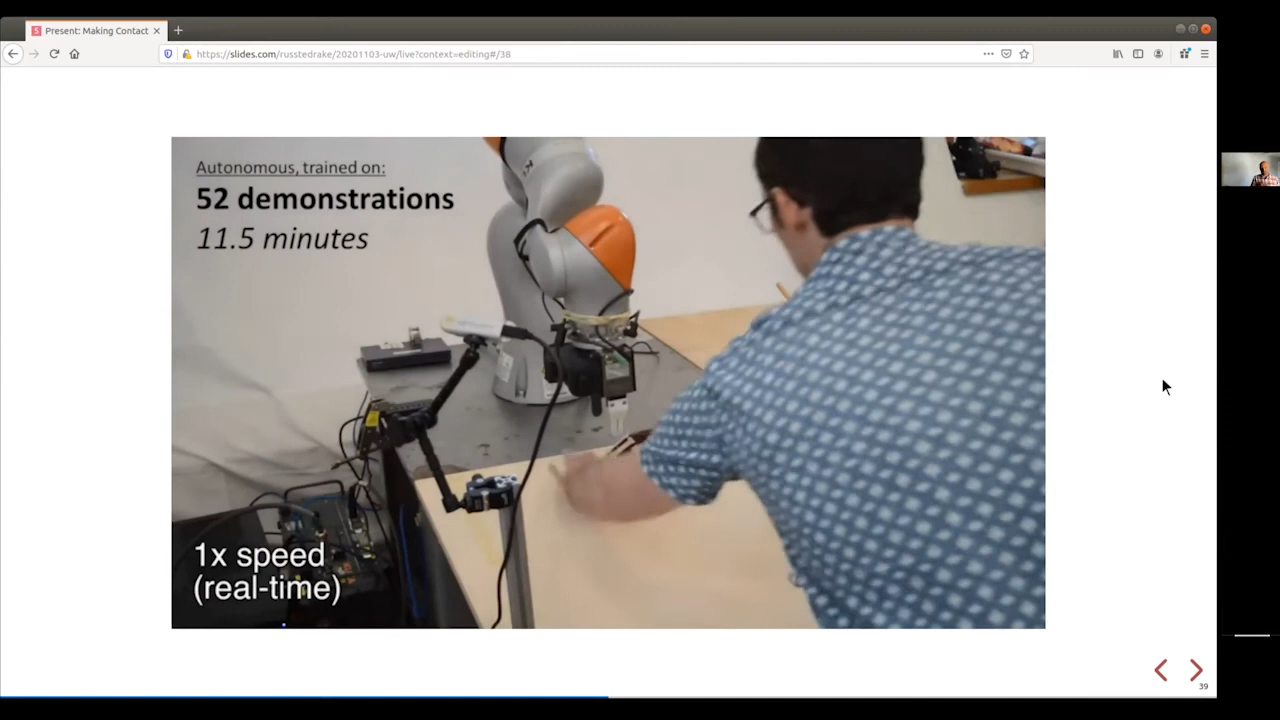 Present: Making Contact
https://slides.com/russtedrake/20201103-uw/live?context=editing#/38
Autonomous, trained on:
52 demonstrations
11.5 minutes
1x speed
(real-time)
39